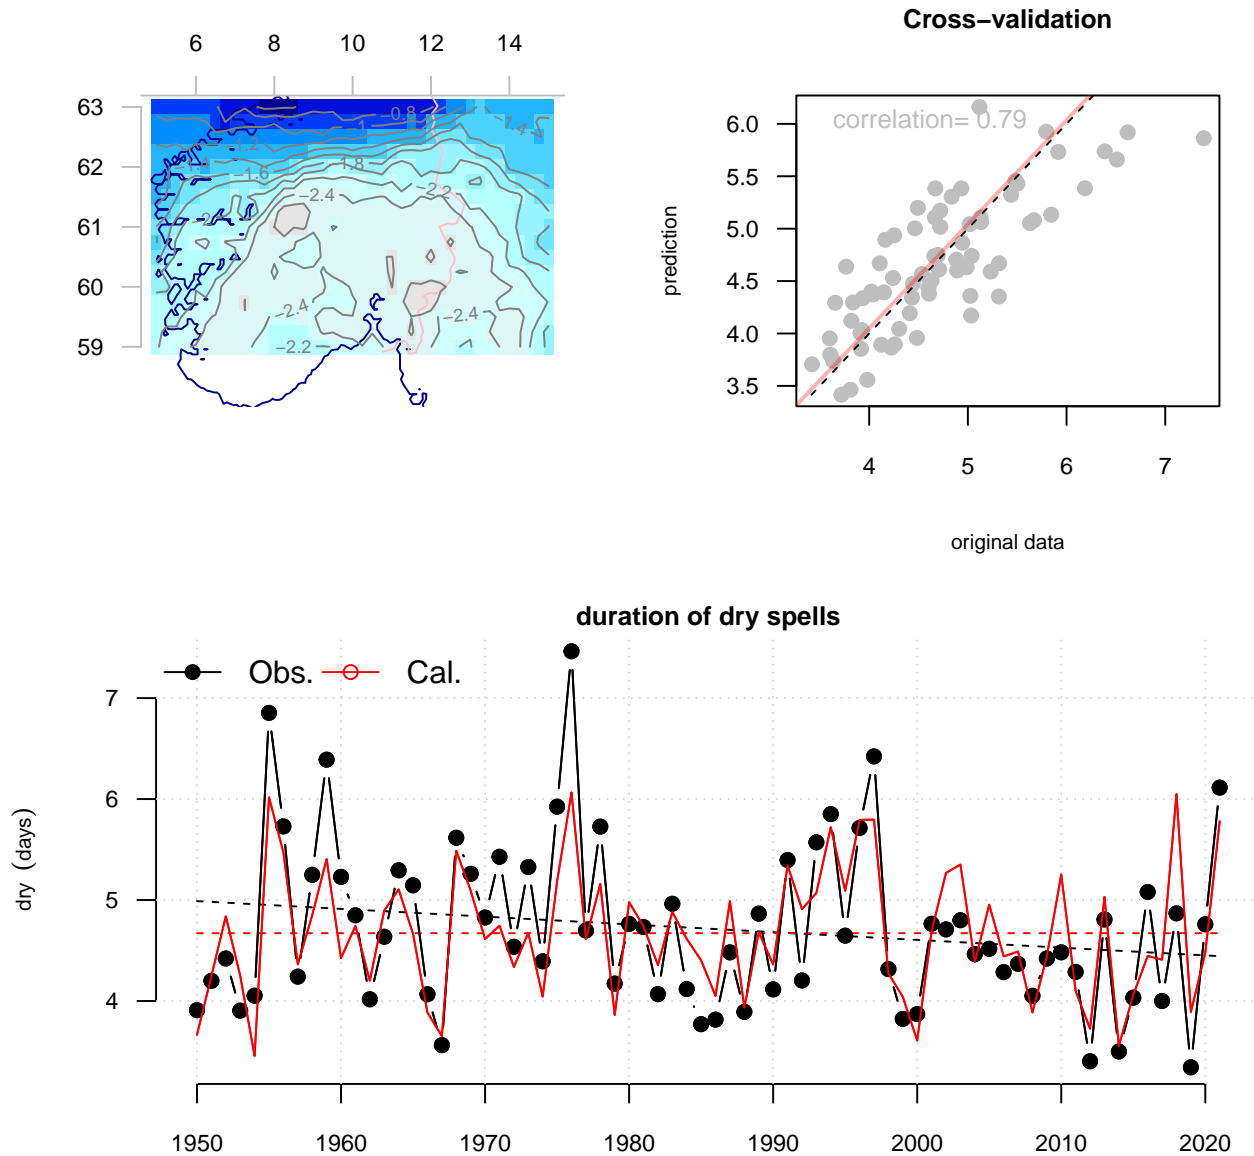 Cross−validation
6 8 10 12 14
63
62
61
60
59
−0.8
−1.2
−1.4
−1.6
−1.8
−2.4
−2.2
−2.4
−2.4
−2.2
correlation= 0.79
6.0
5.5
5.0
4.5
4.0
3.5
prediction
4 5 6 7
original data
duration of dry spells
Obs. Cal.
7
6
5
4
dry (days)
1950 1960 1970 1980 1990 2000 2010 2020